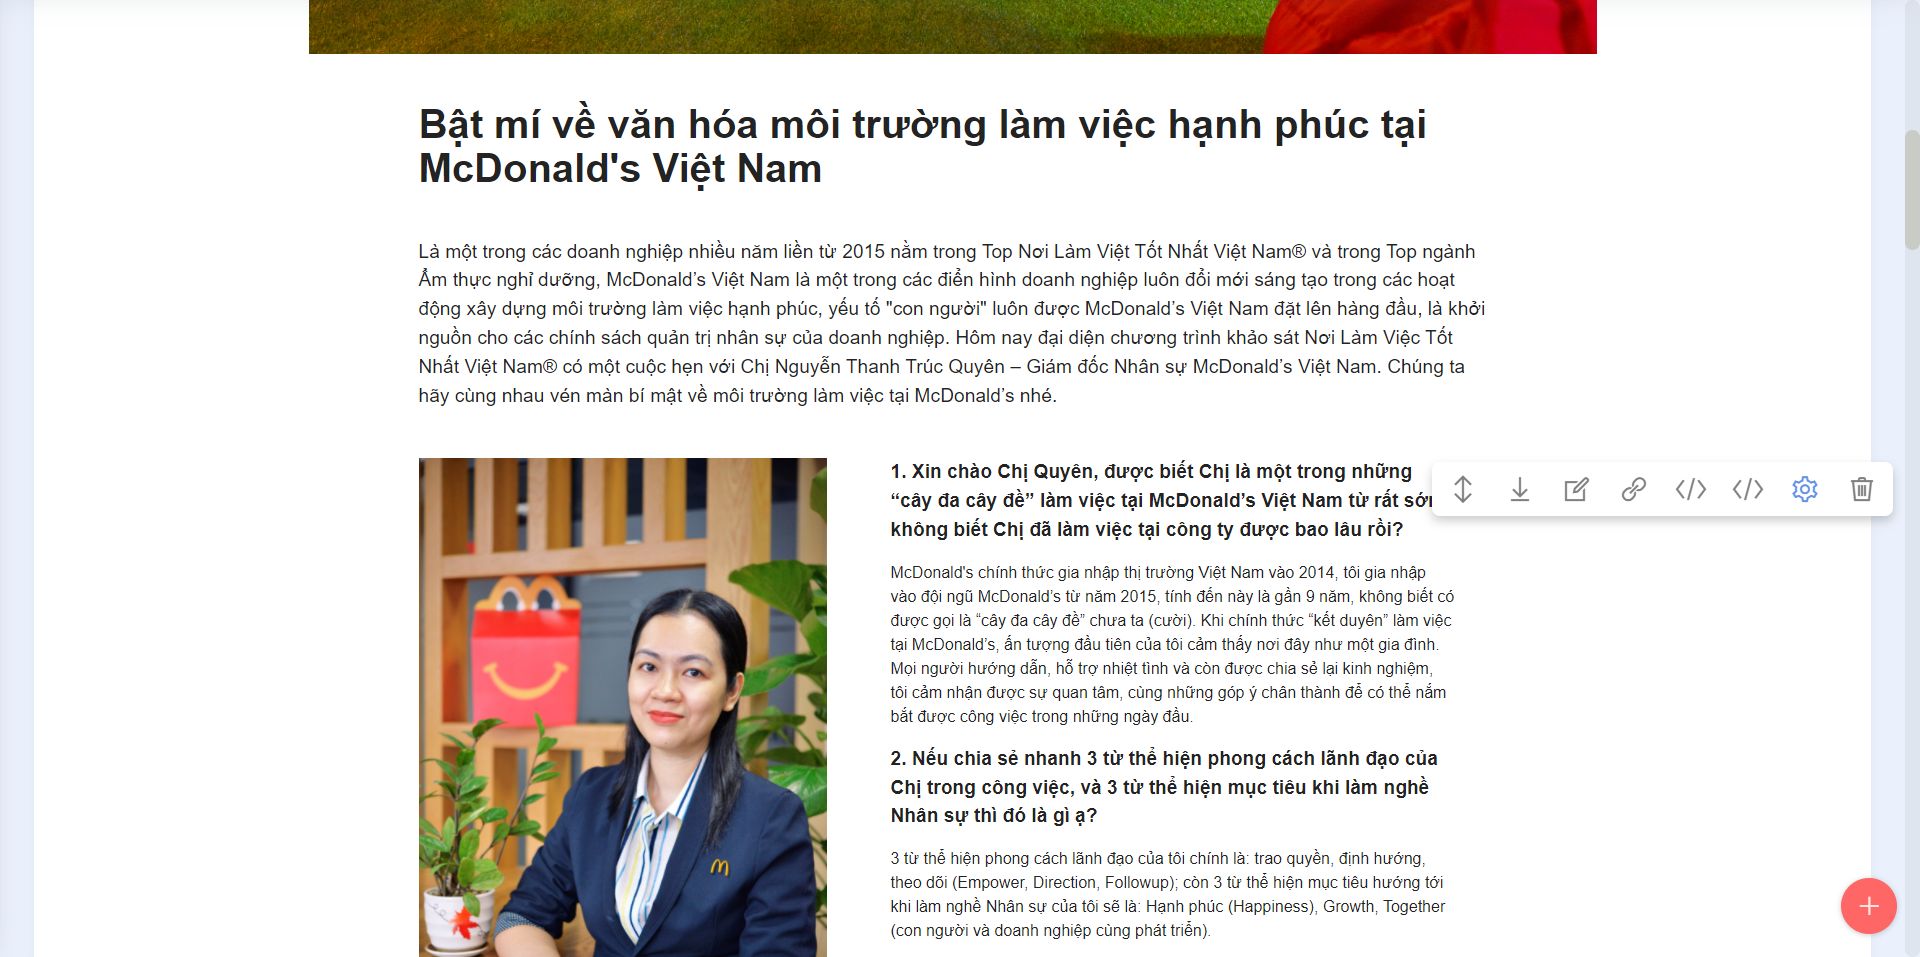 Bật mí về văn hóa môi trường làm việc hạnh phúc tại
McDonald's Việt Nam
Là một trong các doanh nghiệp nhiều năm liền từ 2015 nằm trong Top Nơi Làm Việt Tốt Nhất Việt Nam® và trong Top ngành
Ẩm thực nghỉ dưỡng, McDonald’s Việt Nam là một trong các điển hình doanh nghiệp luôn đổi mới sáng tạo trong các hoạt
động xây dựng môi trường làm việc hạnh phúc, yếu tố "con người" luôn được McDonald’s Việt Nam đặt lên hàng đầu, là khởi
nguồn cho các chính sách quản trị nhân sự của doanh nghiệp. Hôm nay đại diện chương trình khảo sát Nơi Làm Việc Tốt
Nhất Việt Nam® có một cuộc hẹn với Chị Nguyễn Thanh Trúc Quyên – Giám đốc Nhân sự McDonald’s Việt Nam. Chúng ta
hãy cùng nhau vén màn bí mật về môi trường làm việc tại McDonald’s nhé.
1. Xin chào Chị Quyên, được biết Chị là một trong những
“cây đa cây đề” làm việc tại McDonald’s Việt Nam từ rất sớm
không biết Chị đã làm việc tại công ty được bao lâu rồi?
McDonald's chính thức gia nhập thị trường Việt Nam vào 2014, tôi gia nhập
vào đội ngũ McDonald’s từ năm 2015, tính đến này là gần 9 năm, không biết có
được gọi là “cây đa cây đề” chưa ta (cười). Khi chính thức “kết duyên” làm việc
tại McDonald’s, ấn tượng đầu tiên của tôi cảm thấy nơi đây như một gia đình.
Mọi người hướng dẫn, hỗ trợ nhiệt tình và còn được chia sẻ lại kinh nghiệm,
tôi cảm nhận được sự quan tâm, cùng những góp ý chân thành để có thể nắm
bắt được công việc trong những ngày đầu.
2. Nếu chia sẻ nhanh 3 từ thể hiện phong cách lãnh đạo của
Chị trong công việc, và 3 từ thể hiện mục tiêu khi làm nghề
Nhân sự thì đó là gì ạ?
3 từ thể hiện phong cách lãnh đạo của tôi chính là: trao quyền, định hướng,
theo dõi (Empower, Direction, Followup); còn 3 từ thể hiện mục tiêu hướng tới
khi làm nghề Nhân sự của tôi sẽ là: Hạnh phúc (Happiness), Growth, Together
(con người và doanh nghiệp cùng phát triển).